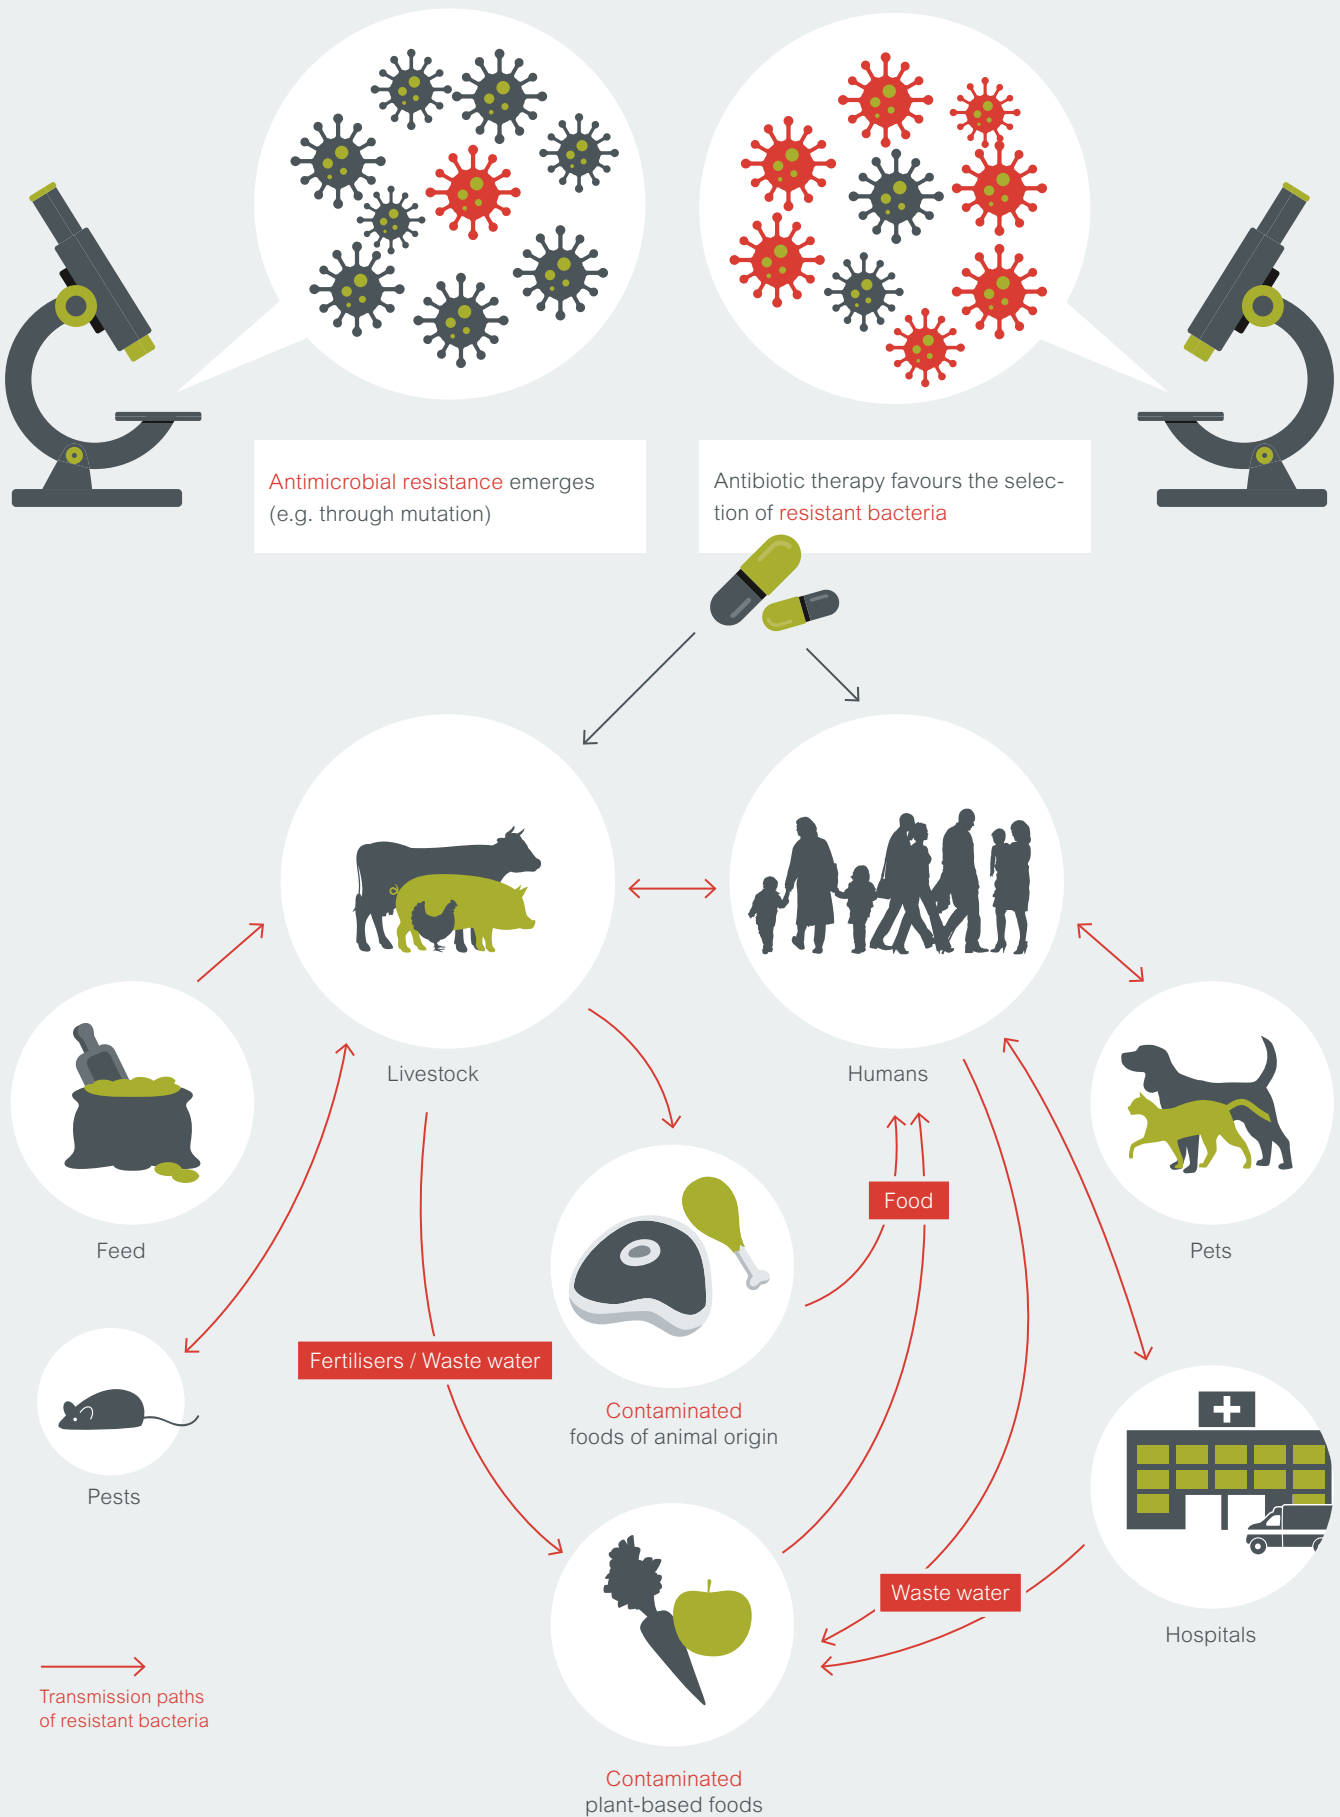 Antimicrobial resistance emerges
(e.g. through mutation)
Antibiotic therapy favours the selec-
tion of resistant bacteria
Livestock
Humans
Feed
Food
Pets
Fertilisers / Waste water
Contaminated
foods of animal origin
Pests
Waste water
Hospitals
Transmission paths
of resistant bacteria
Contaminated
plant-based foods